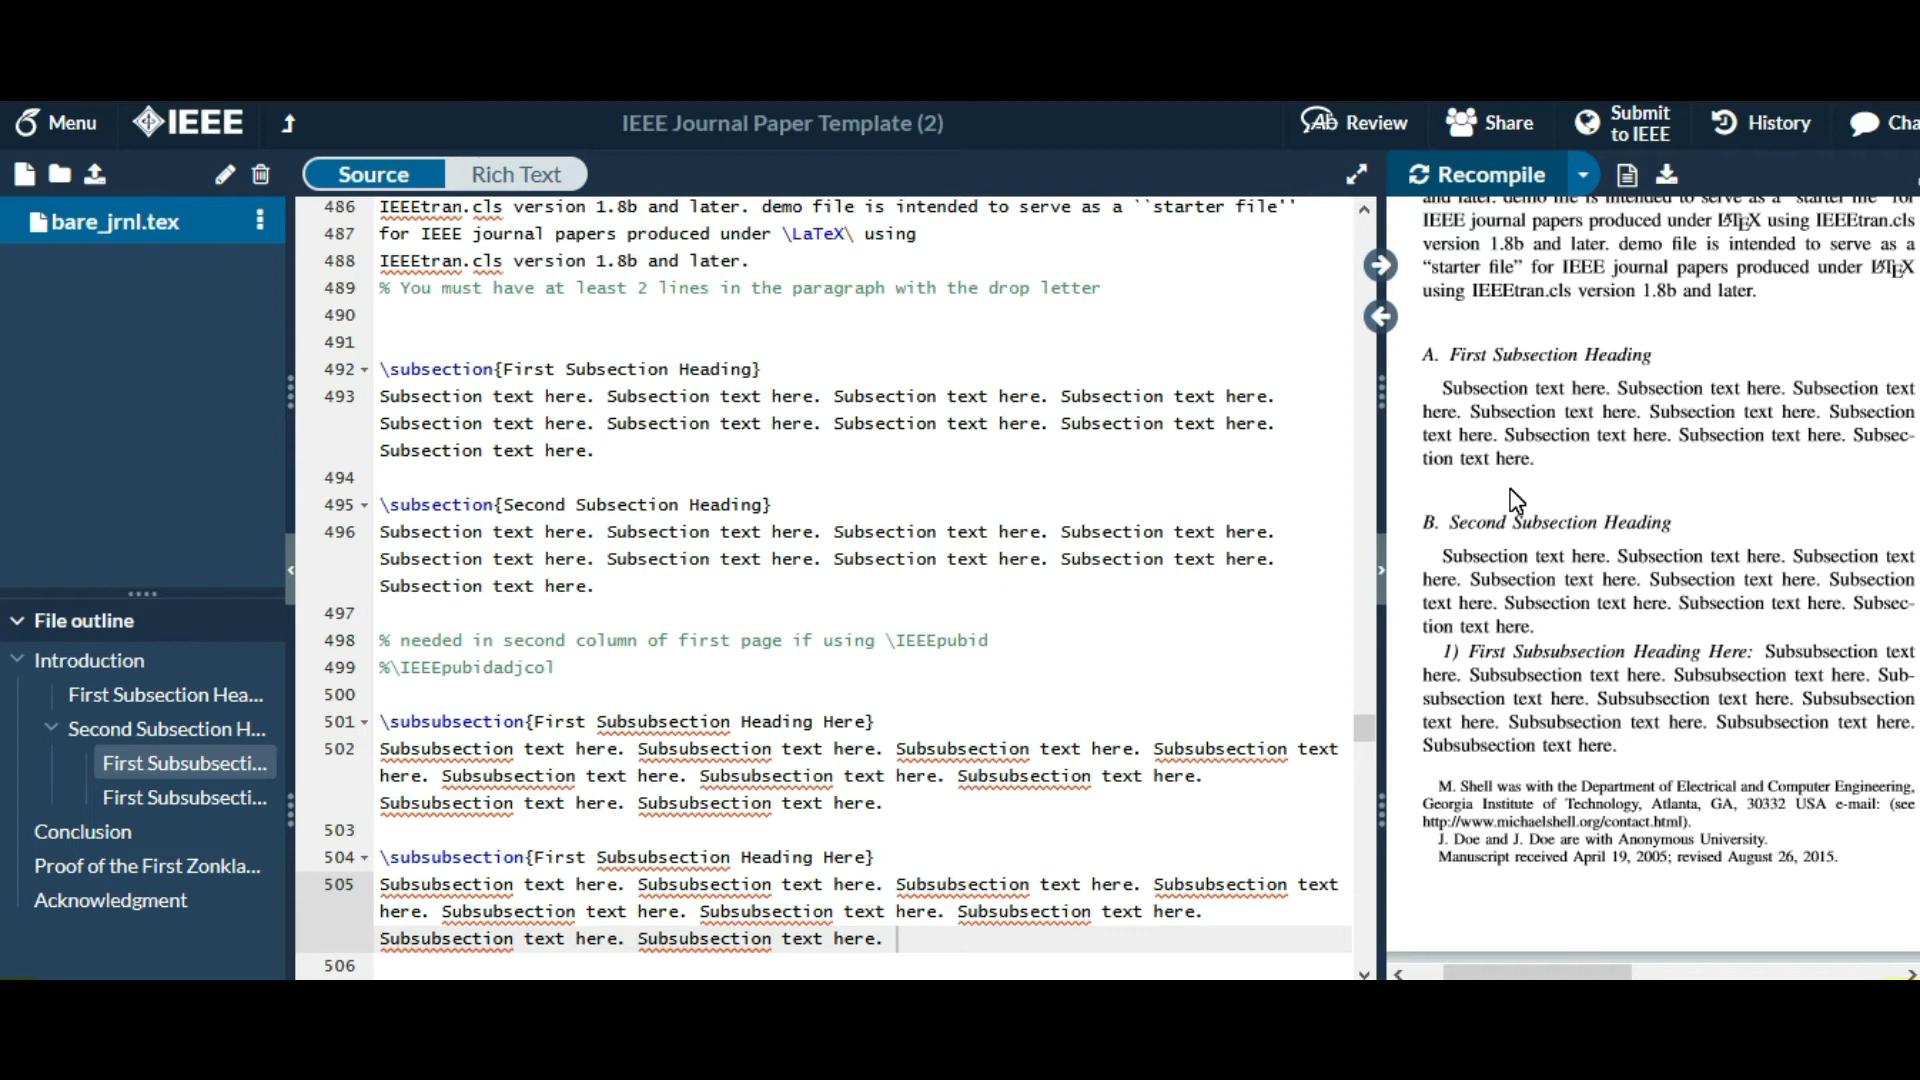 Menu
IEEE
IEEE Journal Paper Template (2)
Review
Share
Submit
to IEEE
History
Cha
Source
Rich Text
Recompile
bare_jrnl.tex
File outline
Introduction
First Subsection Hea...
Second Subsection H...
First Subsubsecti...
First Subsubsecti...
Conclusion
Proof of the First Zonkla...
Acknowledgment
486 IEEEtran.cls version 1.8b and later. demo file is intended to serve as a ``starter file''
487 for IEEE journal papers produced under \LaTeX\ using
488 IEEEtran.cls version 1.8b and later.
489 % You must have at least 2 lines in the paragraph with the drop letter
490
491
492 \subsection{First Subsection Heading}
493 Subsection text here. Subsection text here. Subsection text here. Subsection text here.
Subsection text here. Subsection text here. Subsection text here. Subsection text here.
Subsection text here.
494
495 \subsection{Second Subsection Heading}
496 Subsection text here. Subsection text here. Subsection text here. Subsection text here.
Subsection text here. Subsection text here. Subsection text here. Subsection text here.
Subsection text here.
497
498 % needed in second column of first page if using \IEEEpubid
499 %\IEEEpubidadjcol
500
501 \subsubsection{First Subsubsection Heading Here}
502 Subsubsection text here. Subsubsection text here. Subsubsection text here. Subsubsection text
here. Subsubsection text here. Subsubsection text here. Subsubsection text here.
Subsubsection text here. Subsubsection text here.
503
504 \subsubsection{First Subsubsection Heading Here}
505 Subsubsection text here. Subsubsection text here. Subsubsection text here. Subsubsection text
here. Subsubsection text here. Subsubsection text here. Subsubsection text here.
Subsubsection text here. Subsubsection text here.
506
and later. demo file is intended to serve as a “starter file” for
IEEE journal papers produced under LATEX using IEEEtran.cls
version 1.8b and later. demo file is intended to serve as a
“starter file” for IEEE journal papers produced under LATEX
using IEEEtran.cls version 1.8b and later.
A. First Subsection Heading
Subsection text here. Subsection text here. Subsection text
here. Subsection text here. Subsection text here. Subsection
text here. Subsection text here. Subsection text here. Subsec-
tion text here.
B. Second Subsection Heading
Subsection text here. Subsection text here. Subsection text
here. Subsection text here. Subsection text here. Subsection
text here. Subsection text here. Subsection text here. Subsec-
tion text here.
1) First Subsubsection Heading Here: Subsubsection text
here. Subsubsection text here. Subsubsection text here. Sub-
subsection text here. Subsubsection text here. Subsubsection
text here. Subsubsection text here. Subsubsection text here.
Subsubsection text here.
M. Shell was with the Department of Electrical and Computer Engineering,
Georgia Institute of Technology, Atlanta, GA, 30332 USA e-mail: (see
http://www.michaelshell.org/contact.html).
J. Doe and J. Doe are with Anonymous University.
Manuscript received April 19, 2005; revised August 26, 2015.